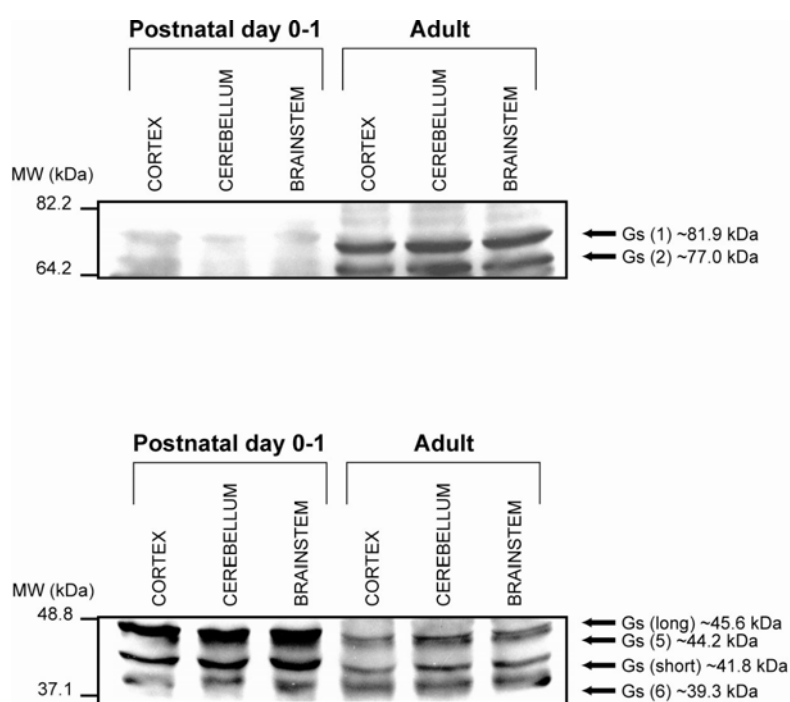 Postnatal day 0-1 Adult
CORTEX CEREBELLUM BRAINSTEM CORTEX CEREBELLUM BRAINSTEM
MW (kDa)
82.2
64.2
Gs (1) ~81.9 kDa
Gs (2) ~77.0 kDa
Postnatal day 0-1 Adult
CORTEX CEREBELLUM BRAINSTEM CORTEX CEREBELLUM BRAINSTEM
MW (kDa)
48.8
37.1
Gs (long) ~45.6 kDa
Gs (5) ~44.2 kDa
Gs (short) ~41.8 kDa
Gs (6) ~39.3 kDa